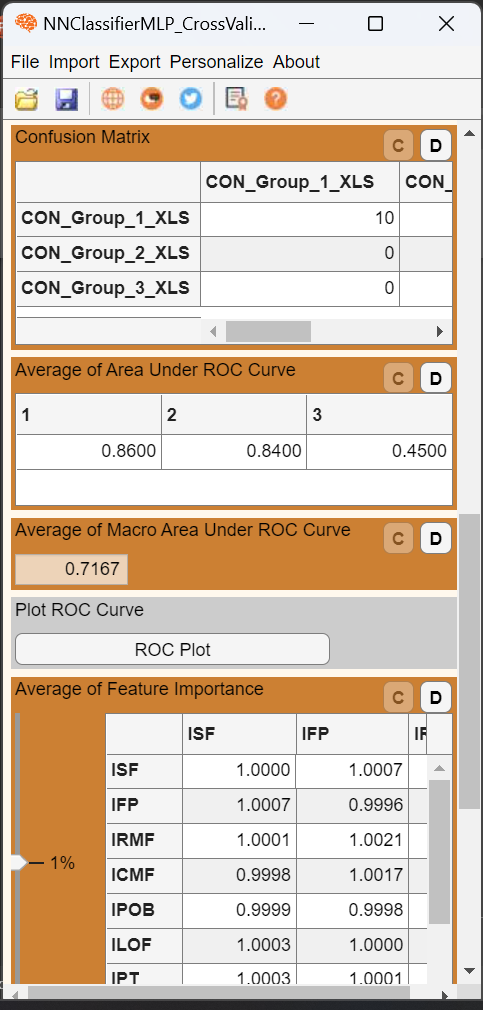 NNClassifierMLP_CrossVali...
File Import Export Personalize About
Confusion Matrix C D
CON_Group_1_XLS CON_
CON_Group_1_XLS 10
CON_Group_2_XLS 0
CON_Group_3_XLS 0
Average of Area Under ROC Curve C D
1 2 3
0.8600 0.8400 0.4500
Average of Macro Area Under ROC Curve C D
0.7167
Plot ROC Curve
ROC Plot
Average of Feature Importance C D
ISF IFP
ISF 1.0000 1.0007
IFP 1.0007 0.9996
IRMF 1.0001 1.0021
ICMF 0.9998 1.0017
1%
IPOB 0.9999 0.9998
ILOF 1.0003 1.0000
IPT 1.0003 1.0001